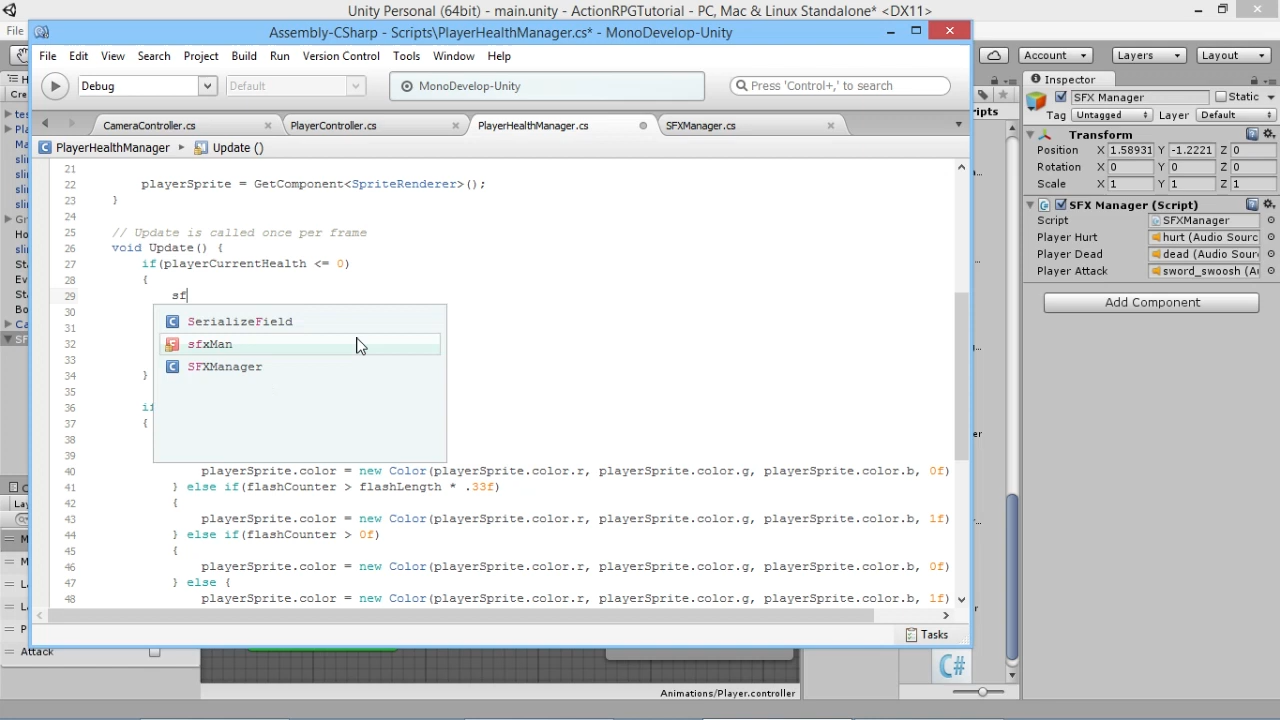 Unity Personal (64bit) - main.unity - ActionRPGTutorial - PC, Mac & Linux Standalone* <DX11>
Assembly-CSharp - Scripts\PlayerHealthManager.cs* - MonoDevelop-Unity
File
File Edit View Search Project Build Run Version Control Tools Window Help
Account Layers Layout
Debug Default MonoDevelop-Unity Press 'Control+,' to search
Inspector
SFX Manager Static
Tag Untagged Layer Default
CameraController.cs PlayerController.cs PlayerHealthManager.cs SFXManager.cs
PlayerHealthManager Update ()
Transform
Position X 1.58931 Y -1.2221 Z 0
Rotation X 0 Y 0 Z 0
Scale X 1 Y 1 Z 1
SFX Manager (Script)
Script SFXManager
Player Hurt hurt (Audio Sourc
Player Dead dead (Audio Sour
Player Attack sword_swoosh (A
Add Component
21
22 playerSprite = GetComponent<SpriteRenderer>();
23 }
24
25 // Update is called once per frame
26 void Update() {
27 if(playerCurrentHealth <= 0)
28 {
29 sf
30
31
32
33
34 }
35
36 if
37 {
38
39
SerializeField
sfxMan
SFXManager
40 playerSprite.color = new Color(playerSprite.color.r, playerSprite.color.g, playerSprite.color.b, 0f)
41 } else if(flashCounter > flashLength * .33f)
42 {
43 playerSprite.color = new Color(playerSprite.color.r, playerSprite.color.g, playerSprite.color.b, 1f)
44 } else if(flashCounter > 0f)
45 {
46 playerSprite.color = new Color(playerSprite.color.r, playerSprite.color.g, playerSprite.color.b, 0f)
47 } else {
48 playerSprite.color = new Color(playerSprite.color.r, playerSprite.color.g, playerSprite.color.b, 1f)
Tasks
Attack
C#
Animations/Player.controller